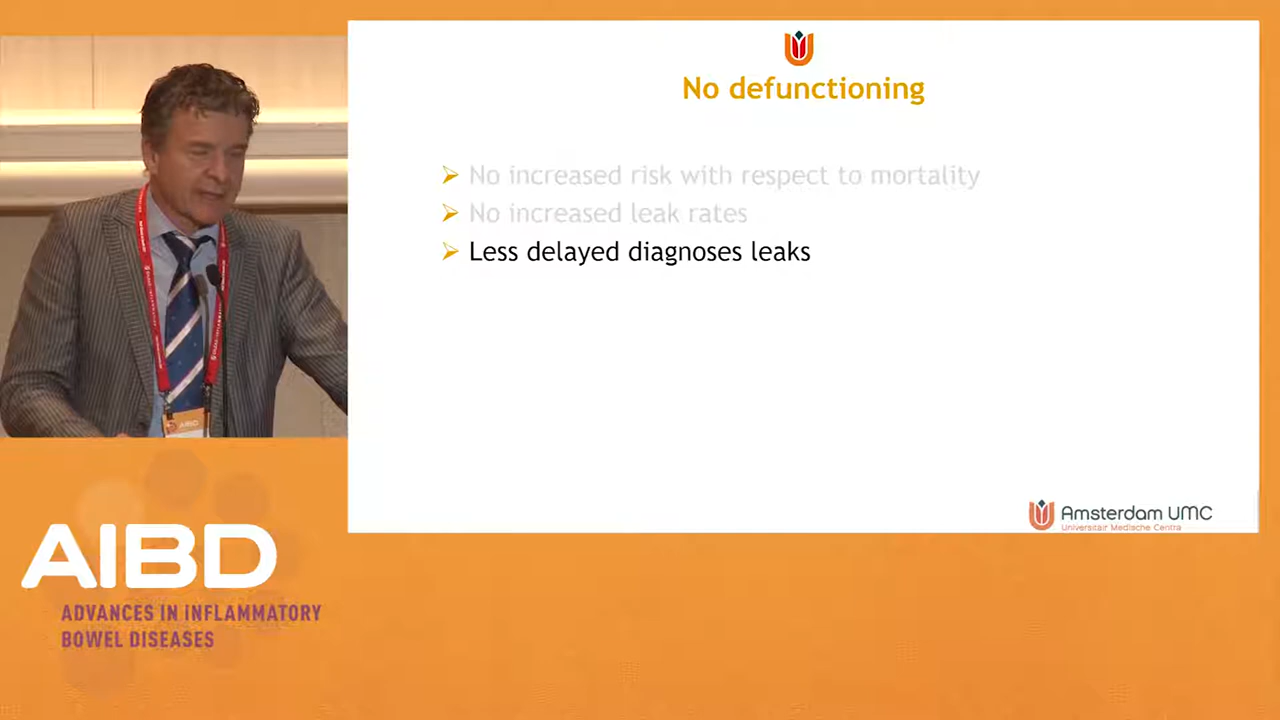 No defunctioning
No increased risk with respect to mortality
No increased leak rates
Less delayed diagnoses leaks
Amsterdam UMC
Universitair Medische Centra
AIBD
AIBD
ADVANCES IN INFLAMMATORY
BOWEL DISEASES